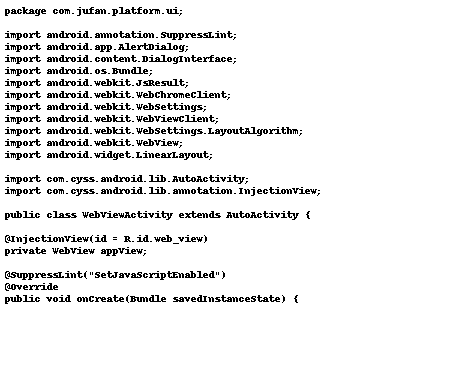 package com.jufan.platform.ui;

import android.annotation.SuppressLint;
import android.app.AlertDialog;
import android.content.DialogInterface;
import android.os.Bundle;
import android.webkit.JsResult;
import android.webkit.WebChromeClient;
import android.webkit.WebSettings;
import android.webkit.WebViewClient;
import android.webkit.WebSettings.LayoutAlgorithm;
import android.webkit.WebView;
import android.widget.LinearLayout;

import com.cyss.android.lib.AutoActivity;
import com.cyss.android.lib.annotation.InjectionView;

public class WebViewActivity extends AutoActivity {

@InjectionView(id = R.id.web_view)
private WebView appView;

@SuppressLint("SetJavaScriptEnabled")
@Override
public void onCreate(Bundle savedInstanceState) {